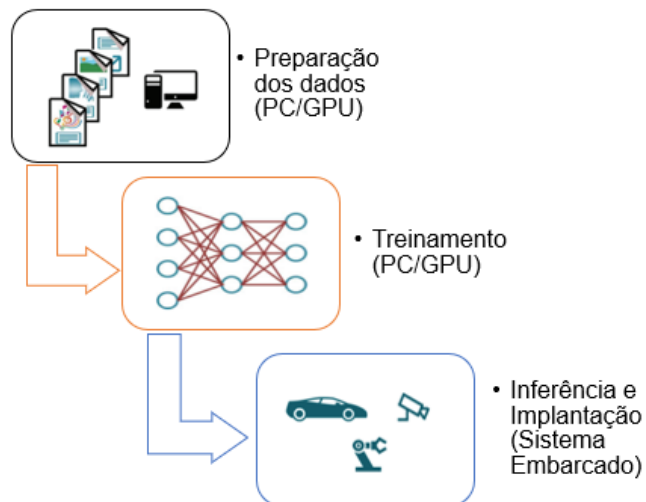 • Preparação
dos dados
(PC/GPU)
• Treinamento
(PC/GPU)
• Inferência e
Implantação
(Sistema
Embarcado)